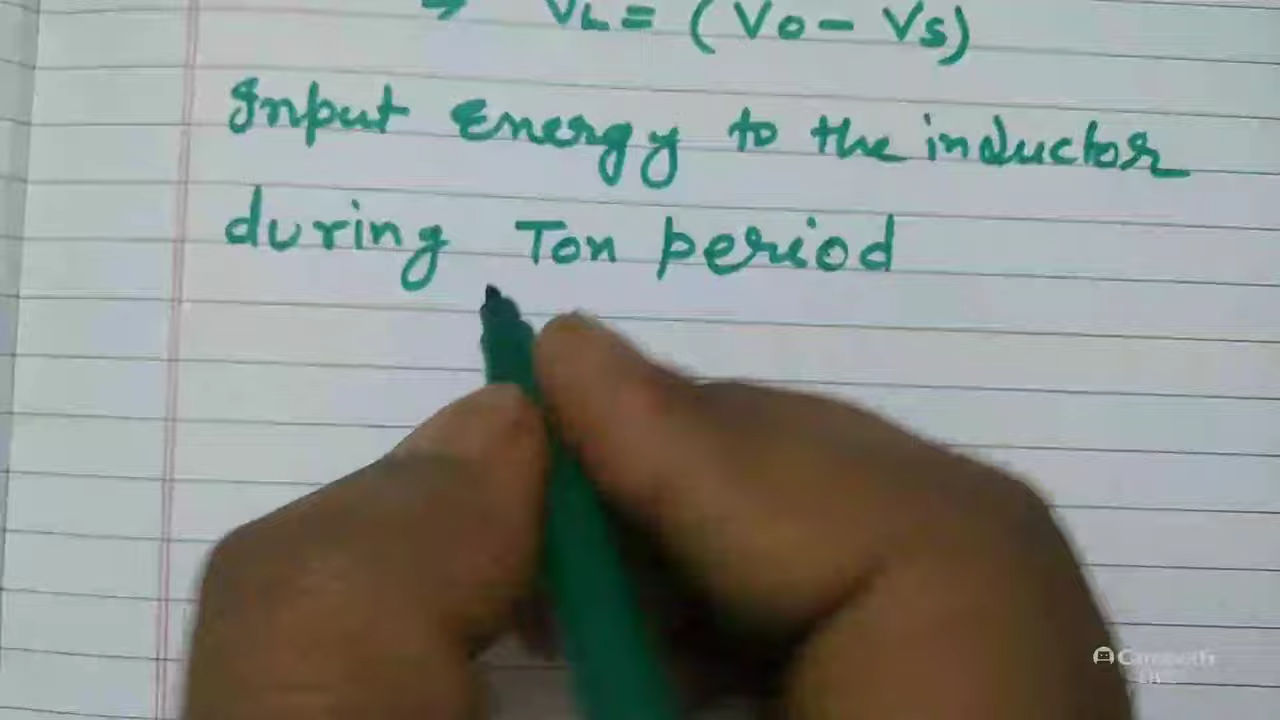 → VL = (Vo - Vs)
Input Energy to the inductor
during Ton period